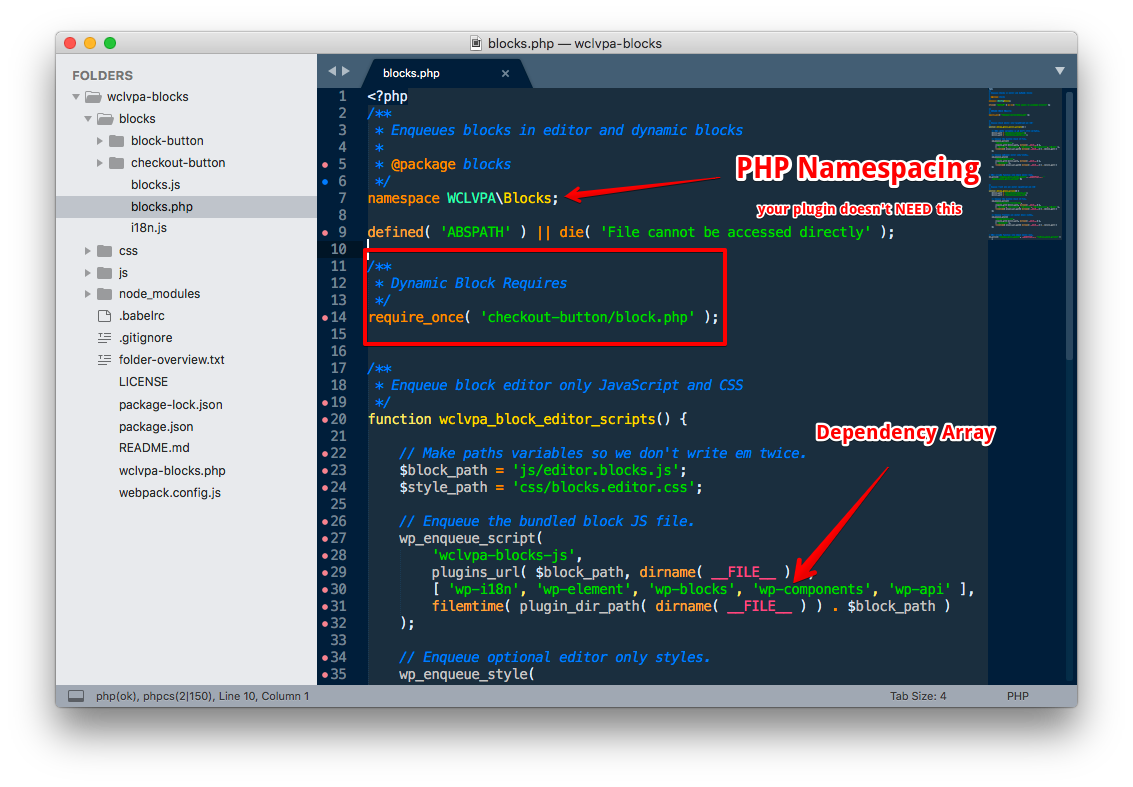 blocks.php — wclvpa-blocks
FOLDERS
wclvpa-blocks
blocks
block-button
checkout-button
blocks.js
blocks.php
i18n.js
css
js
node_modules
.babelrc
.gitignore
folder-overview.txt
LICENSE
package-lock.json
package.json
README.md
wclvpa-blocks.php
webpack.config.js
blocks.php ×
1 <?php
2 /**
3 * Enqueues blocks in editor and dynamic blocks
4 *
5 * @package blocks
6 */
7 namespace WCLVPA\Blocks;
8
9 defined( 'ABSPATH' ) || die( 'File cannot be accessed directly' );
10
11 /**
12 * Dynamic Block Requires
13 */
14 require_once( 'checkout-button/block.php' );
15
16
17 /**
18 * Enqueue block editor only JavaScript and CSS
19 */
20 function wclvpa_block_editor_scripts() {
21
22 // Make paths variables so we don't write em twice.
23 $block_path = 'js/editor.blocks.js';
24 $style_path = 'css/blocks.editor.css';
25
26 // Enqueue the bundled block JS file.
27 wp_enqueue_script(
28 'wclvpa-blocks-js',
29 plugins_url( $block_path, dirname( __FILE__ ) ,
30 [ 'wp-i18n', 'wp-element', 'wp-blocks', 'wp-components', 'wp-api' ],
31 filemtime( plugin_dir_path( dirname( __FILE__ ) ) . $block_path )
32 );
33
34 // Enqueue optional editor only styles.
35 wp_enqueue_style(
PHP Namespacing
your plugin doesn't NEED this
Dependency Array
php(ok), phpcs(2|150), Line 10, Column 1
Tab Size: 4
PHP